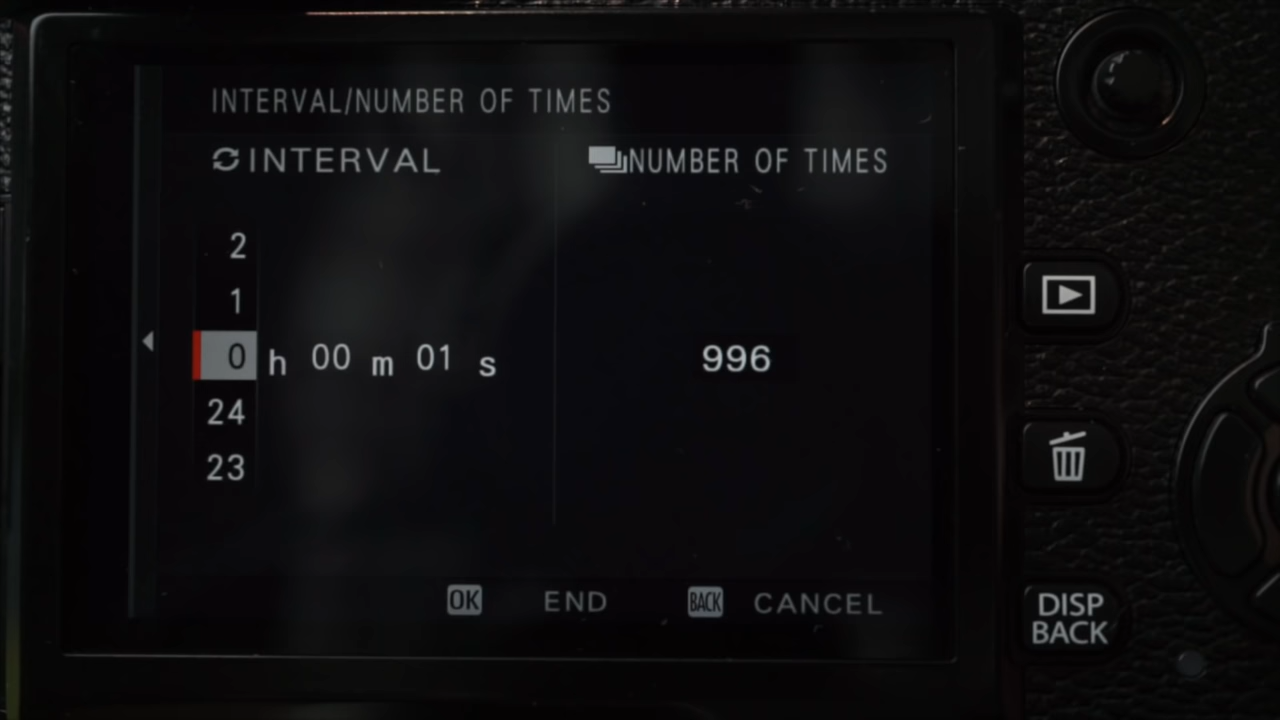 INTERVAL/NUMBER OF TIMES
INTERVAL
NUMBER OF TIMES
2
1
0 h 00 m 01 s
996
24
23
OK END BACK CANCEL
DISP
BACK